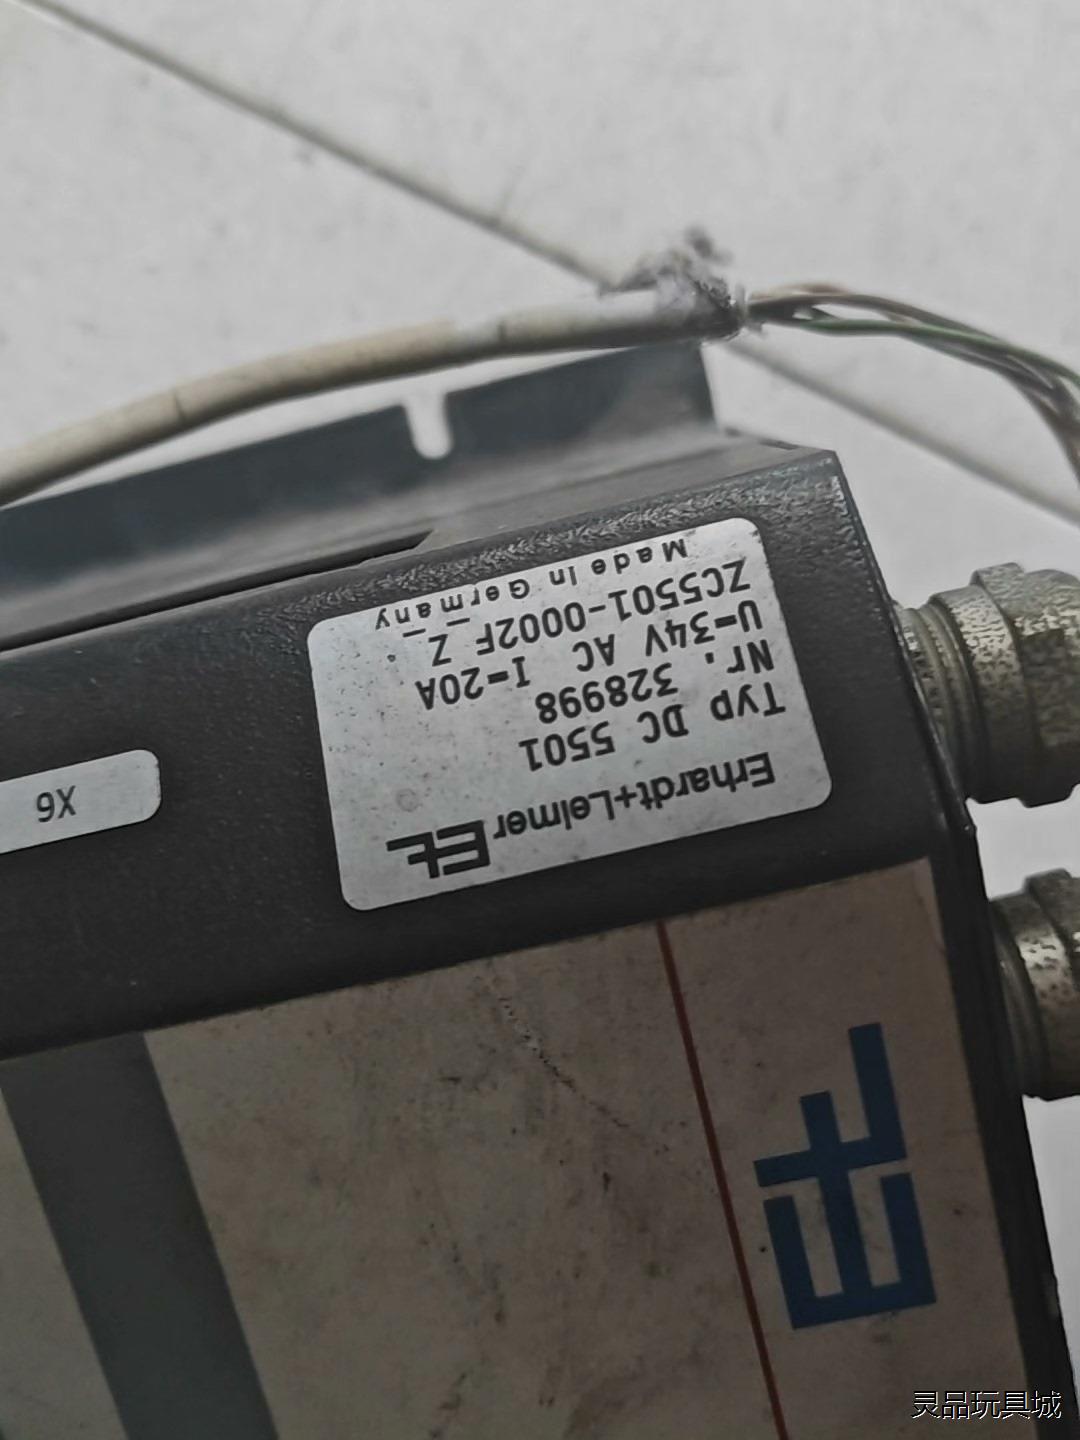 Erhardt+Leimer EL
Typ DC 5501
Nr. 328998
U=34V AC I=20A
ZC5501-0002F Z
Made in Germany
X6
EL
灵品玩具城